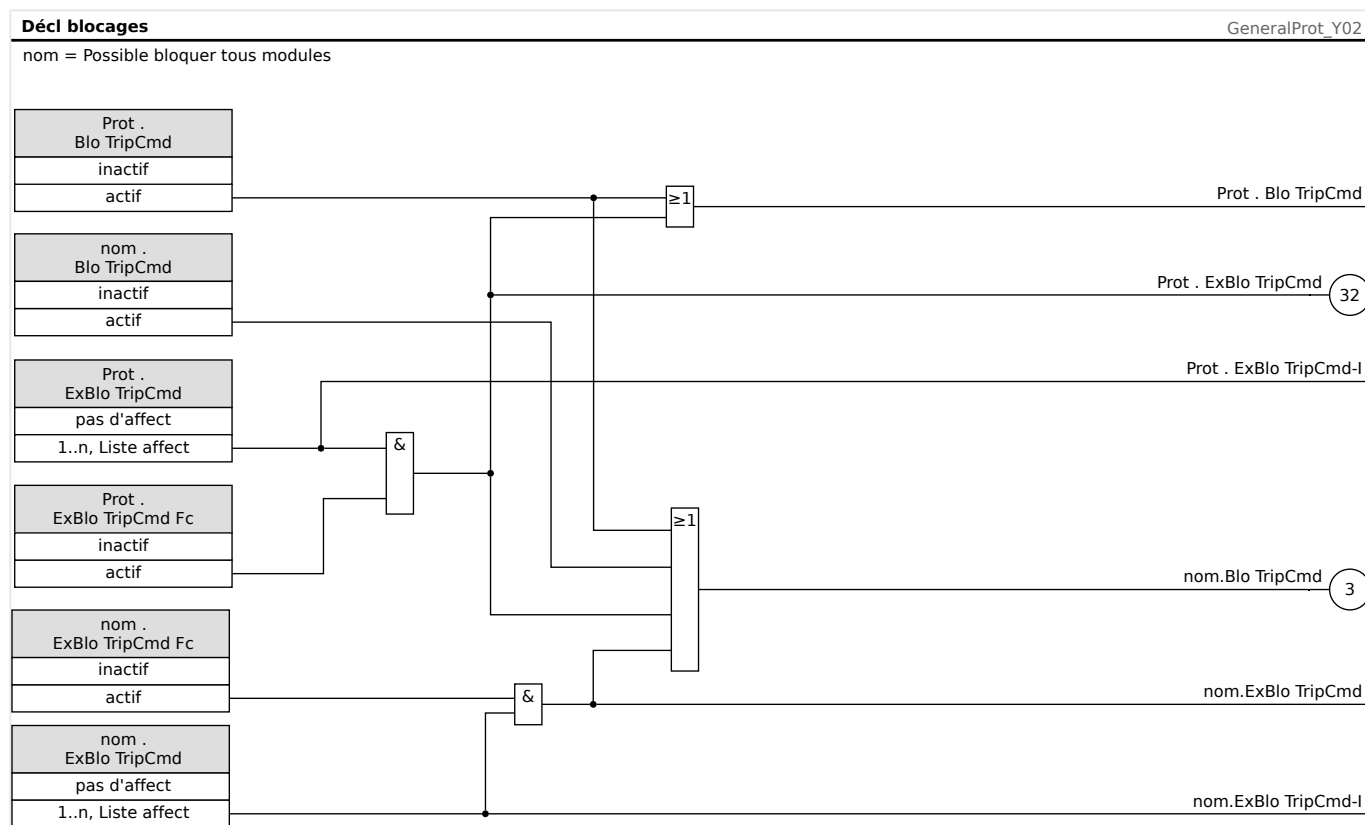 Décl blocages
GeneralProt_Y02
nom = Possible bloquer tous modules
Prot .
Blo TripCmd
inactif
actif
≥1
Prot . Blo TripCmd
nom .
Blo TripCmd
inactif
actif
Prot . ExBlo TripCmd
32
Prot .
ExBlo TripCmd
pas d'affect
1..n, Liste affect
Prot . ExBlo TripCmd-I
&
Prot .
ExBlo TripCmd Fc
inactif
actif
≥1
nom.Blo TripCmd
3
nom .
ExBlo TripCmd Fc
inactif
actif
&
nom.ExBlo TripCmd
nom .
ExBlo TripCmd
pas d'affect
1..n, Liste affect
nom.ExBlo TripCmd-I